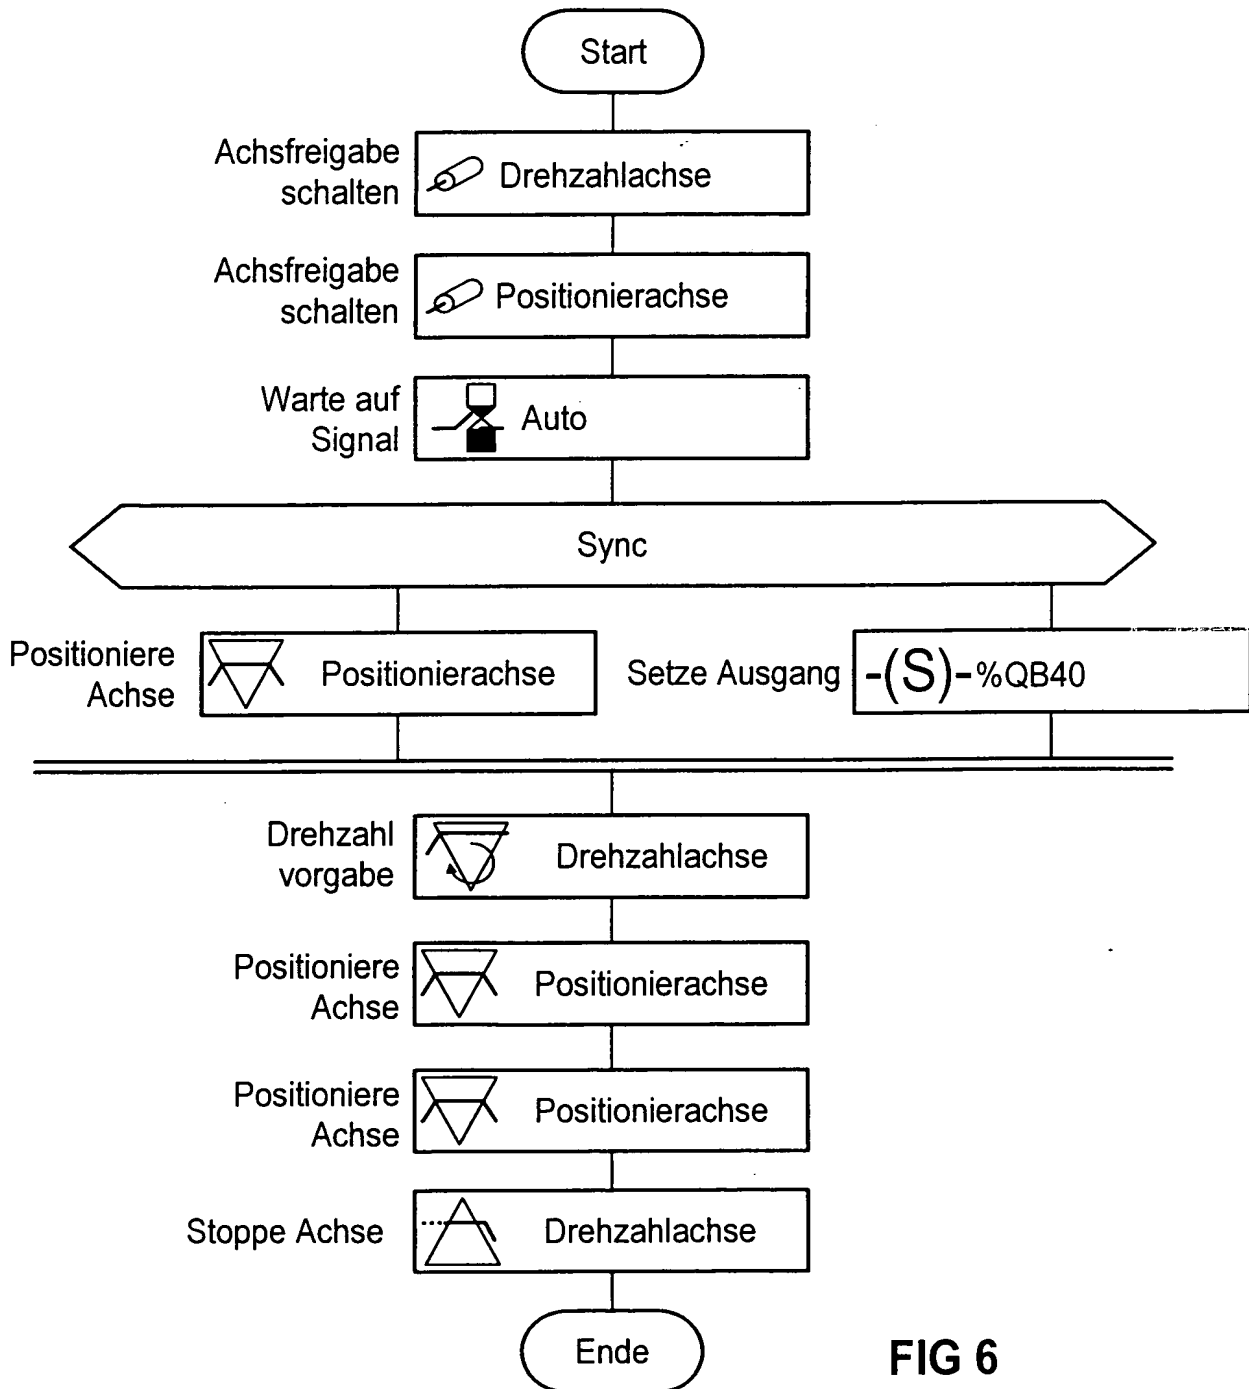 Start
Achsfreigabe
schalten
Drehzahlachse
Achsfreigabe
schalten
Positionierachse
Warte auf
Signal
Auto
Sync
Positioniere
Achse
Positionierachse
Setze Ausgang
-(S)-%QB40
Drehzahl
vorgabe
Drehzahlachse
Positioniere
Achse
Positionierachse
Positioniere
Achse
Positionierachse
Stoppe Achse
Drehzahlachse
Ende
FIG 6